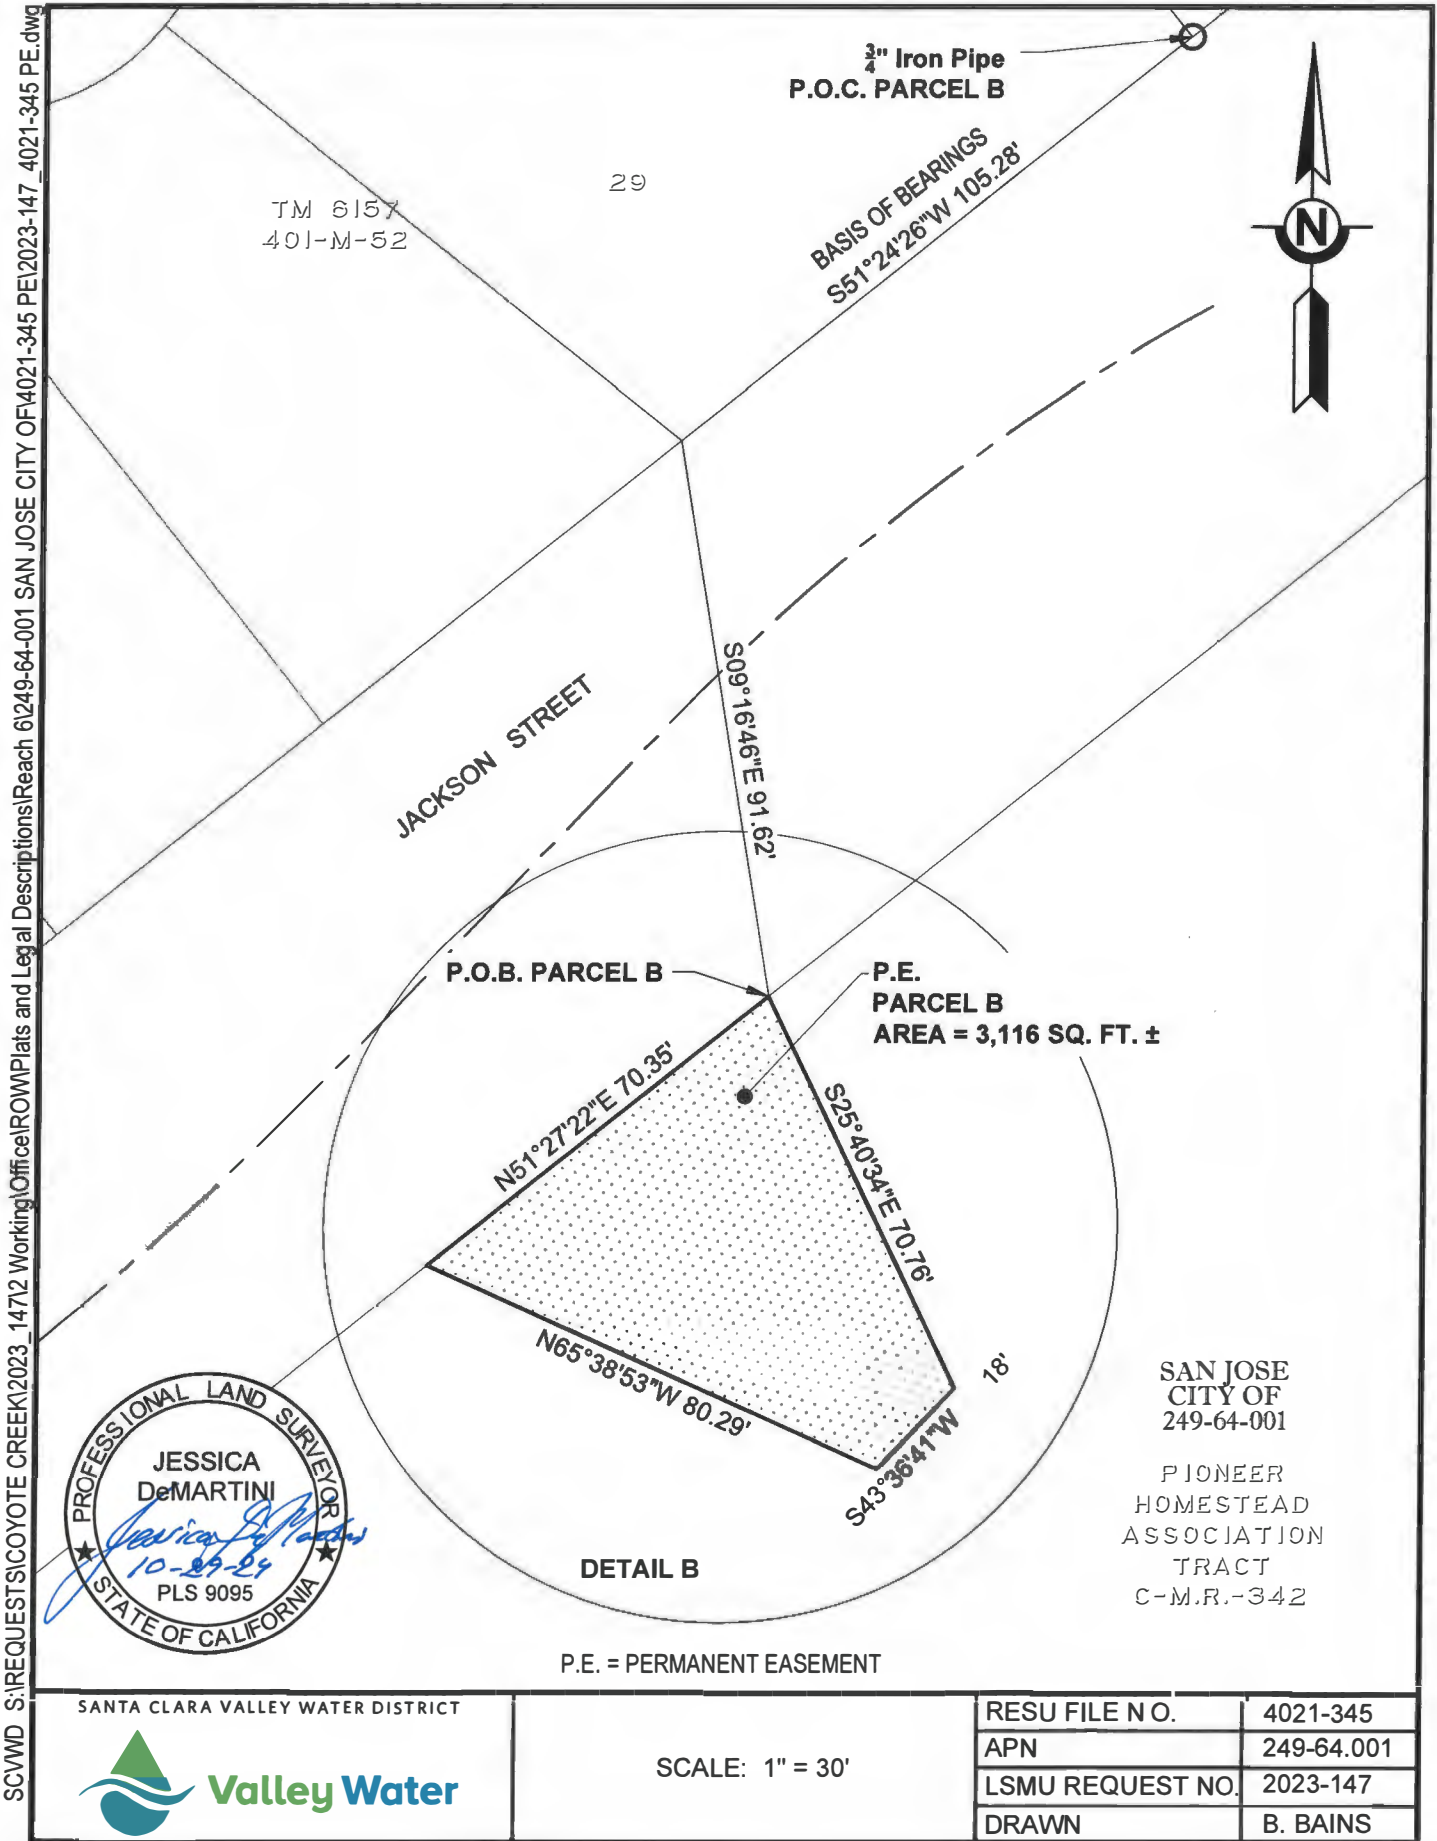 SCVWD S:\REQUESTS\COYOTE CREEK\2023_147\2 Working\Office\ROW\Plats and Legal Descriptions\Reach 6\249-64-001 SAN JOSE CITY OF\4021-345 PE\2023-147_4021-345 PE.dwg
3/4" Iron Pipe
P.O.C. PARCEL B
29
TM 6157
401-M-52
BASIS OF BEARINGS
S51°24'26"W 105.28'
N
JACKSON STREET
S09°16'46"E 91.62'
P.O.B. PARCEL B
P.E.
PARCEL B
AREA = 3,116 SQ. FT. ±
N51°27'22"E 70.35'
S25°40'34"E 70.76'
N65°38'53"W 80.29'
18'
S43°36'41"W
SAN JOSE
CITY OF
249-64-001
PIONEER
HOMESTEAD
ASSOCIATION
TRACT
C-M.R.-342
PROFESSIONAL LAND SURVEYOR
JESSICA
DeMARTINI
Jessica DeMartini
10-29-24
PLS 9095
STATE OF CALIFORNIA
DETAIL B
P.E. = PERMANENT EASEMENT
SANTA CLARA VALLEY WATER DISTRICT
Valley Water
SCALE: 1" = 30'
RESU FILE NO. 4021-345
APN 249-64.001
LSMU REQUEST NO. 2023-147
DRAWN B. BAINS